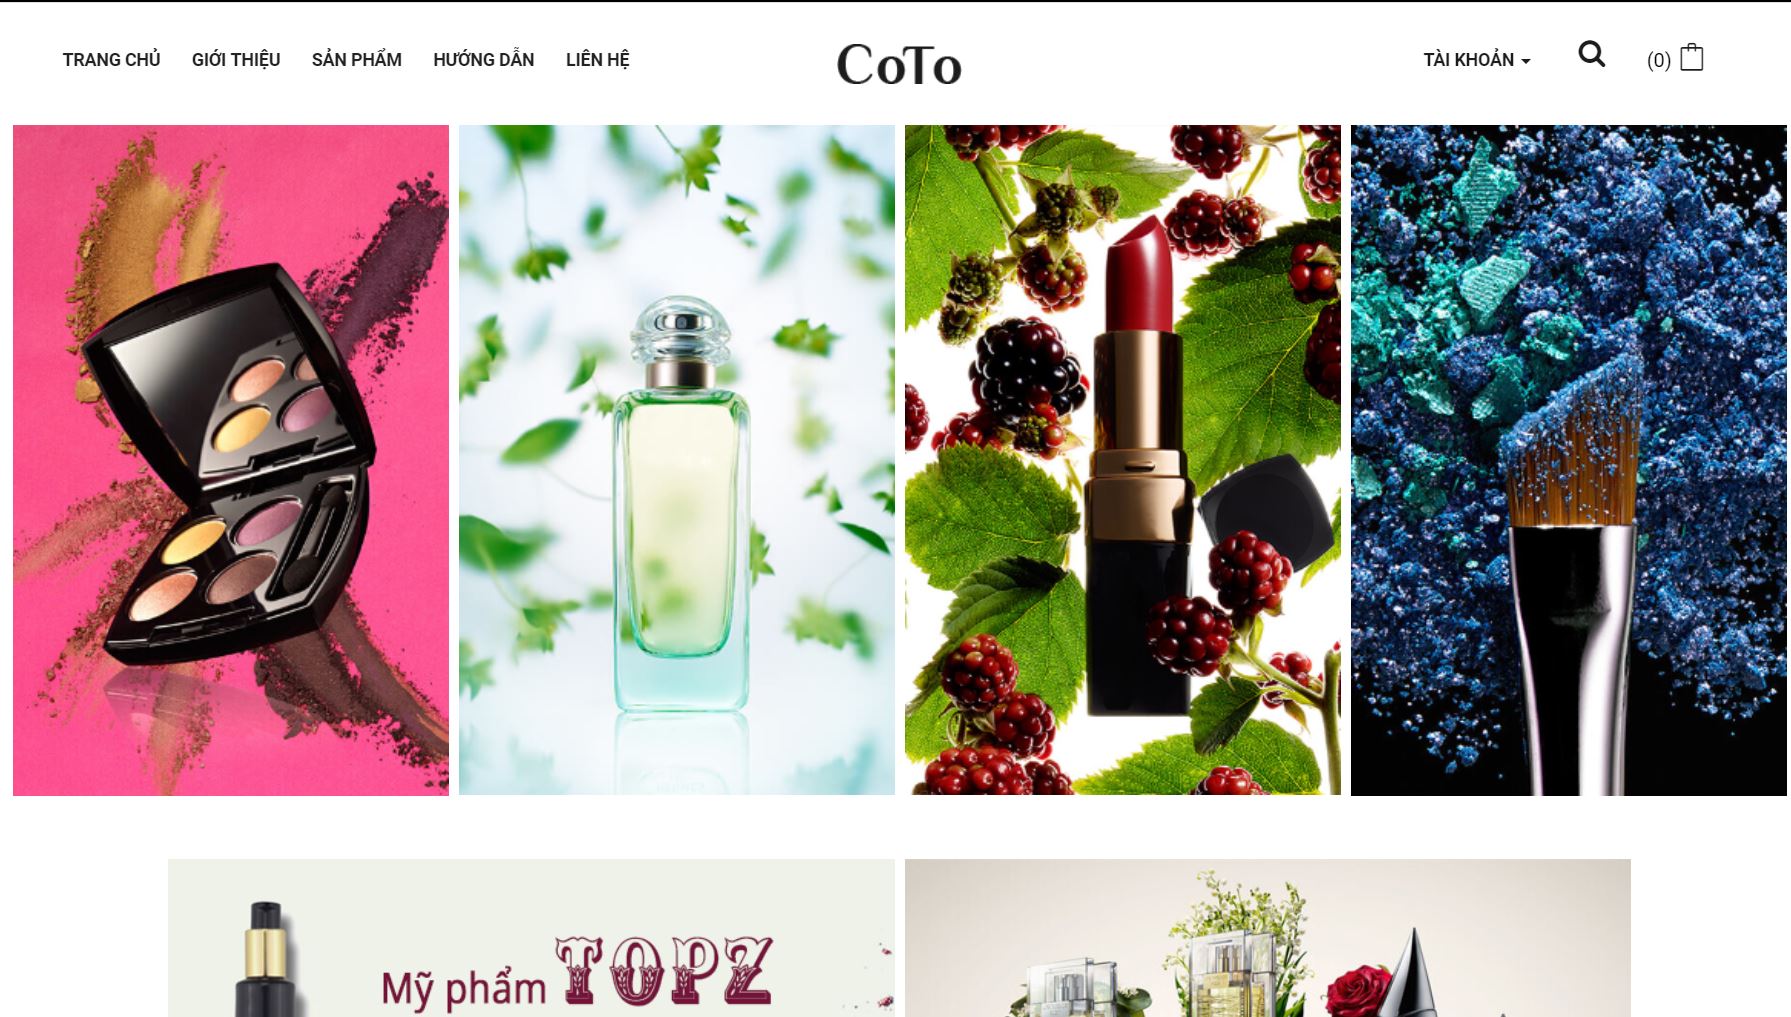 TRANG CHỦ GIỚI THIỆU SẢN PHẨM HƯỚNG DẪN LIÊN HỆ
CoTo
TÀI KHOẢN
(0)
Mỹ phẩm TOPZ